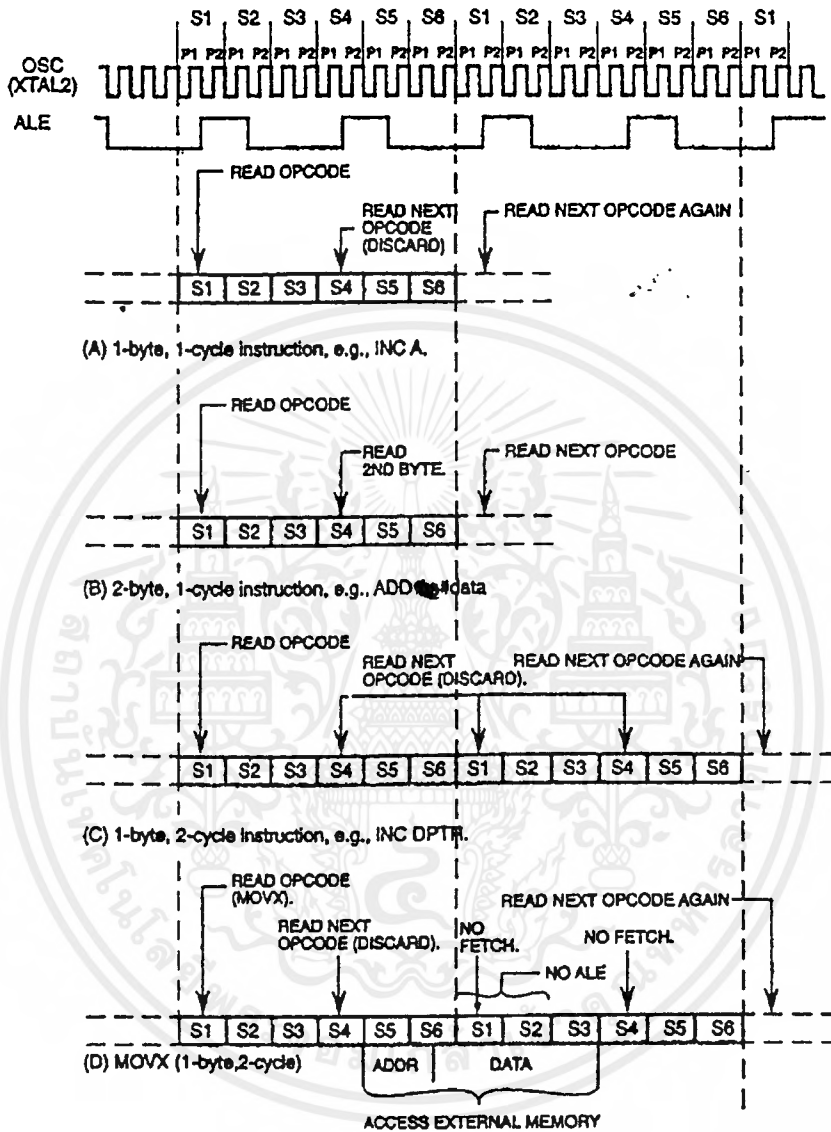 S1 S2 S3 S4 S5 S6 S1 S2 S3 S4 S5 S6 S1
P1 P2 P1 P2 P1 P2 P1 P2 P1 P2 P1 P2 P1 P2 P1 P2 P1 P2 P1 P2 P1 P2 P1 P2 P1 P2
OSC
(XTAL2)
ALE
READ OPCODE
READ NEXT
OPCODE
(DISCARD)
READ NEXT OPCODE AGAIN
S1 S2 S3 S4 S5 S6
(A) 1-byte, 1-cycle instruction, e.g., INC A.
READ OPCODE
READ
2ND BYTE.
READ NEXT OPCODE
S1 S2 S3 S4 S5 S6
(B) 2-byte, 1-cycle instruction, e.g., ADD #data
READ OPCODE
READ NEXT
OPCODE (DISCARD).
READ NEXT OPCODE AGAIN
S1 S2 S3 S4 S5 S6 S1 S2 S3 S4 S5 S6
(C) 1-byte, 2-cycle instruction, e.g., INC DPTR.
READ OPCODE
(MOVX).
READ NEXT
OPCODE (DISCARD).
NO
FETCH.
NO FETCH.
READ NEXT OPCODE AGAIN
NO ALE
S1 S2 S3 S4 S5 S6 S1 S2 S3 S4 S5 S6
(D) MOVX (1-byte,2-cycle)
ADDR DATA
ACCESS EXTERNAL MEMORY